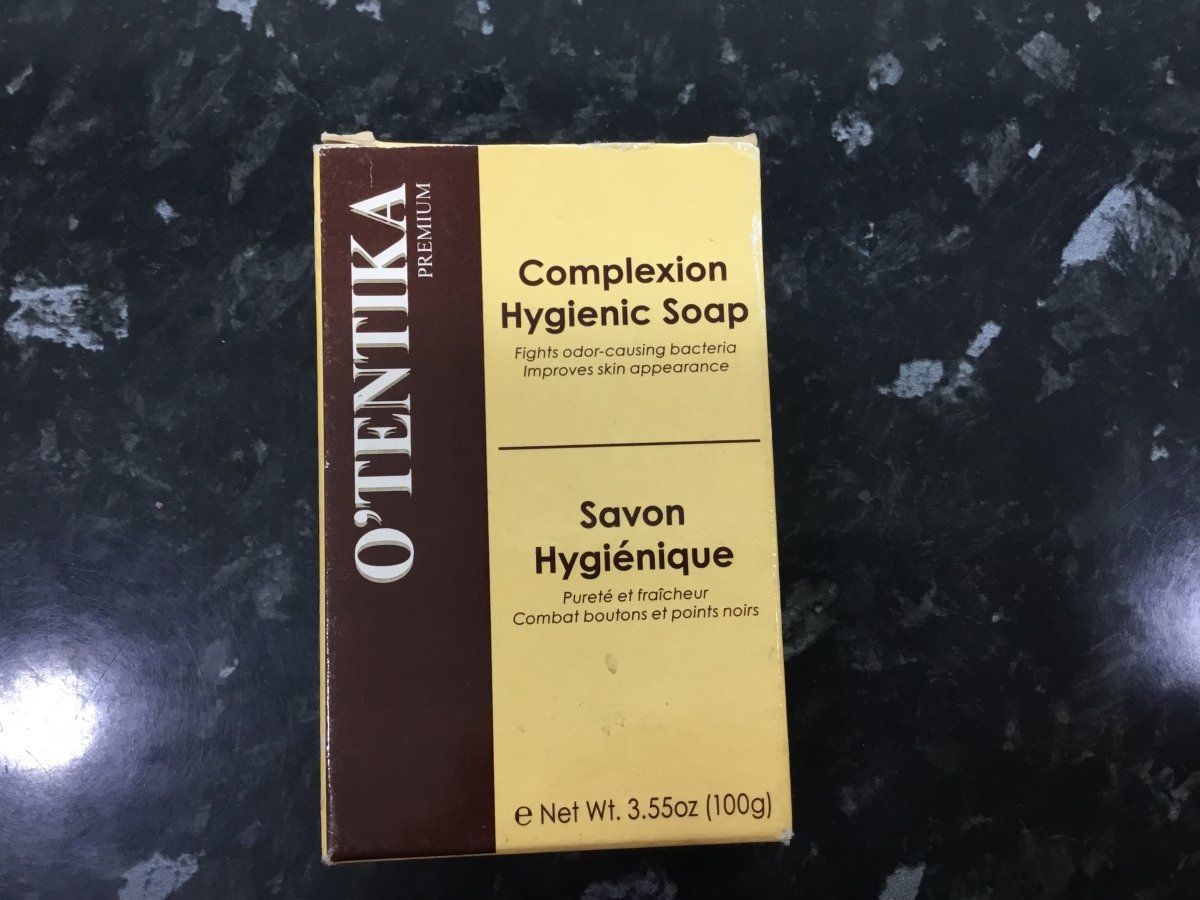 O'TENTIKA
PREMIUM
Complexion
Hygienic Soap
Fights odor-causing bacteria
Improves skin appearance
Savon
Hygiénique
Pureté et fraîcheur
Combat boutons et points noirs
e Net Wt. 3.55oz (100g)